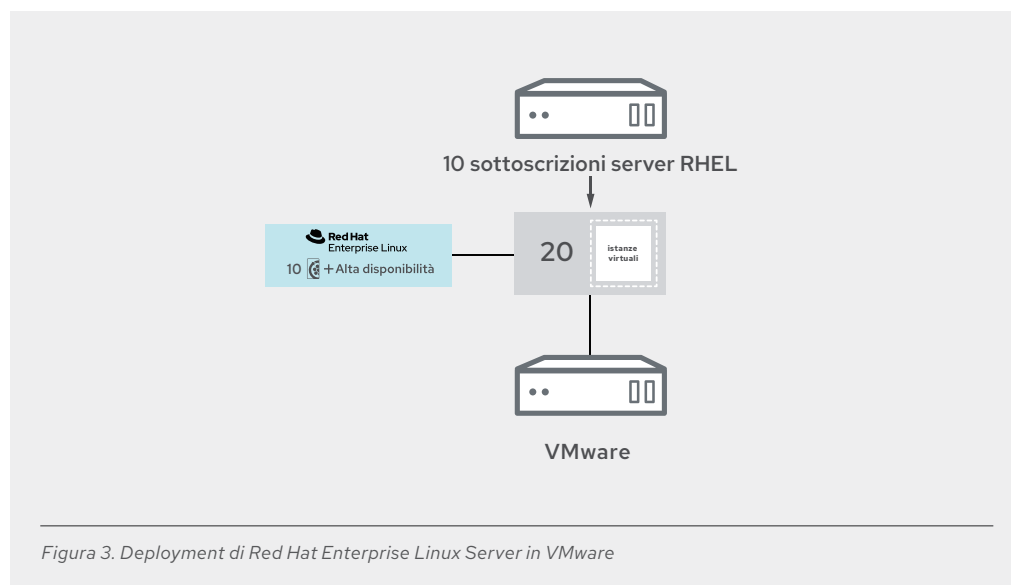 10 sottoscrizioni server RHEL
Red Hat
Enterprise Linux
10 + Alta disponibilità
20
istanze
virtuali
VMware
Figura 3. Deployment di Red Hat Enterprise Linux Server in VMware